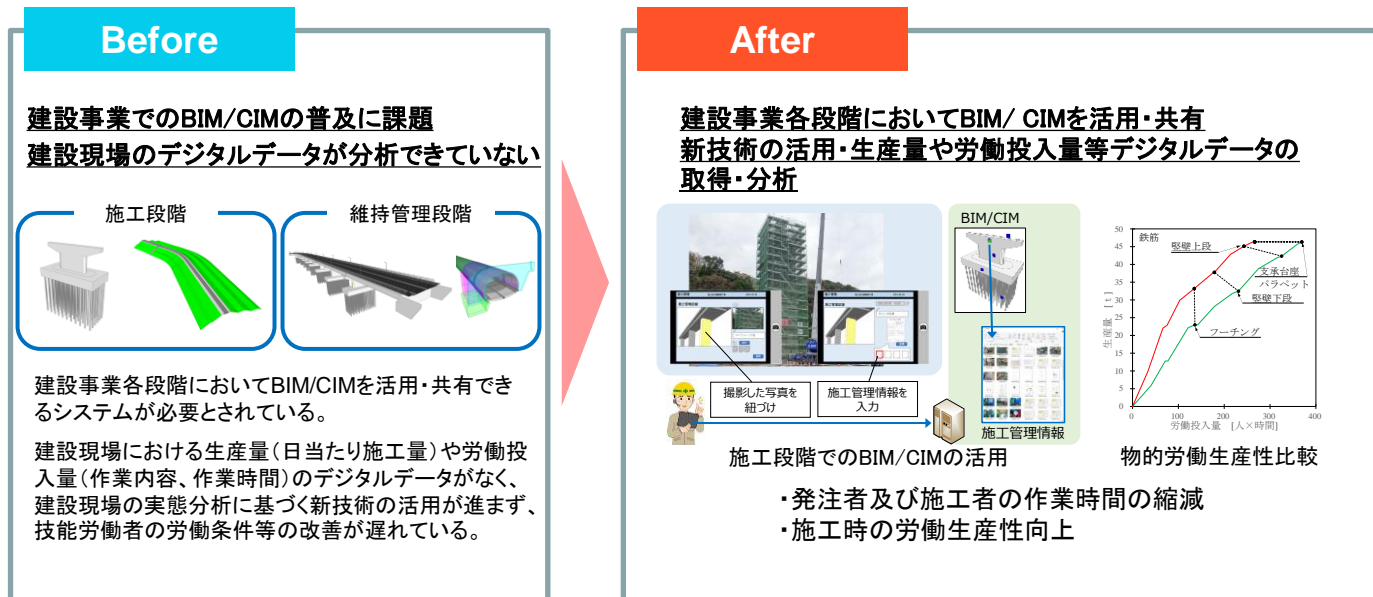 Before
建設事業でのBIM/CIMの普及に課題
建設現場のデジタルデータが分析できていない
施工段階
維持管理段階
建設事業各段階においてBIM/CIMを活用・共有でき
るシステムが必要とされている。
建設現場における生産量（日当たり施工量）や労働投
入量（作業内容、作業時間）のデジタルデータがなく、
建設現場の実態分析に基づく新技術の活用が進まず、
技能労働者の労働条件等の改善が遅れている。
After
建設事業各段階においてBIM/ CIMを活用・共有
新技術の活用・生産量や労働投入量等デジタルデータの
取得・分析
撮影した写真を
紐づけ
施工管理情報を
入力
BIM/CIM
施工管理情報
施工段階でのBIM/CIMの活用
鉄筋
50
45
40
35
30
25
20
15
10
5
0
生産量 [t]
竪壁上段
支承台座
パラペット
竪壁下段
フーチング
0 100 200 300 400
労働投入量 [人×時間]
物的労働生産性比較
・発注者及び施工者の作業時間の縮減
・施工時の労働生産性向上